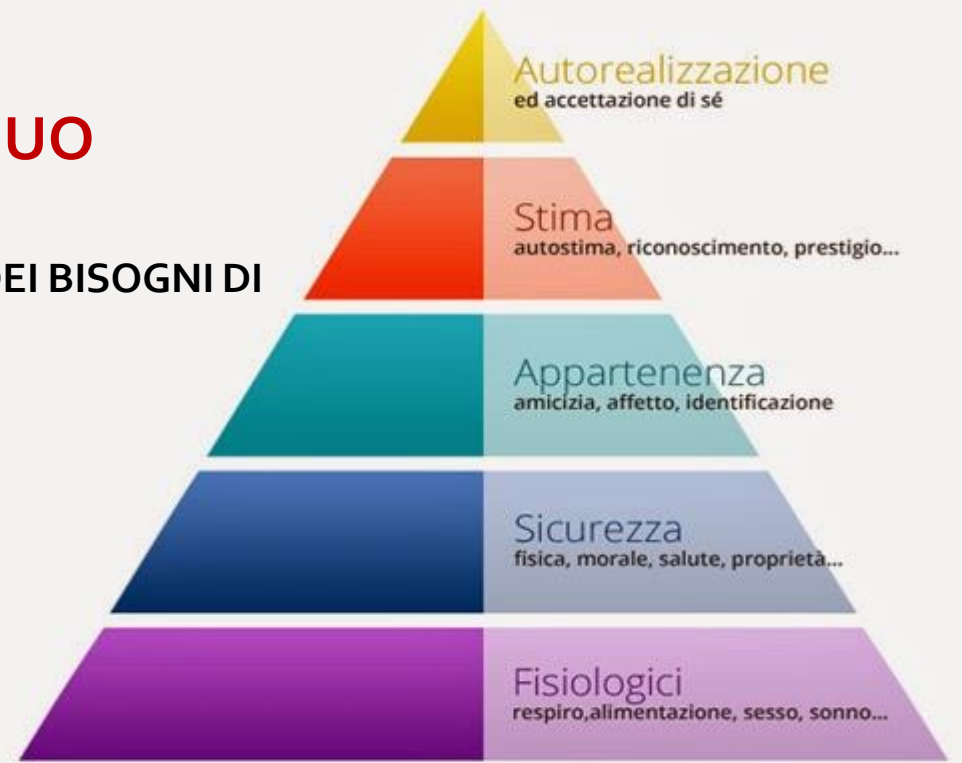 UO
DEI BISOGNI DI
Autorealizzazione
ed accettazione di sé
Stima
autostima, riconoscimento, prestigio...
Appartenenza
amicizia, affetto, identificazione
Sicurezza
fisica, morale, salute, proprietà...
Fisiologici
respiro,alimentazione, sesso, sonno...